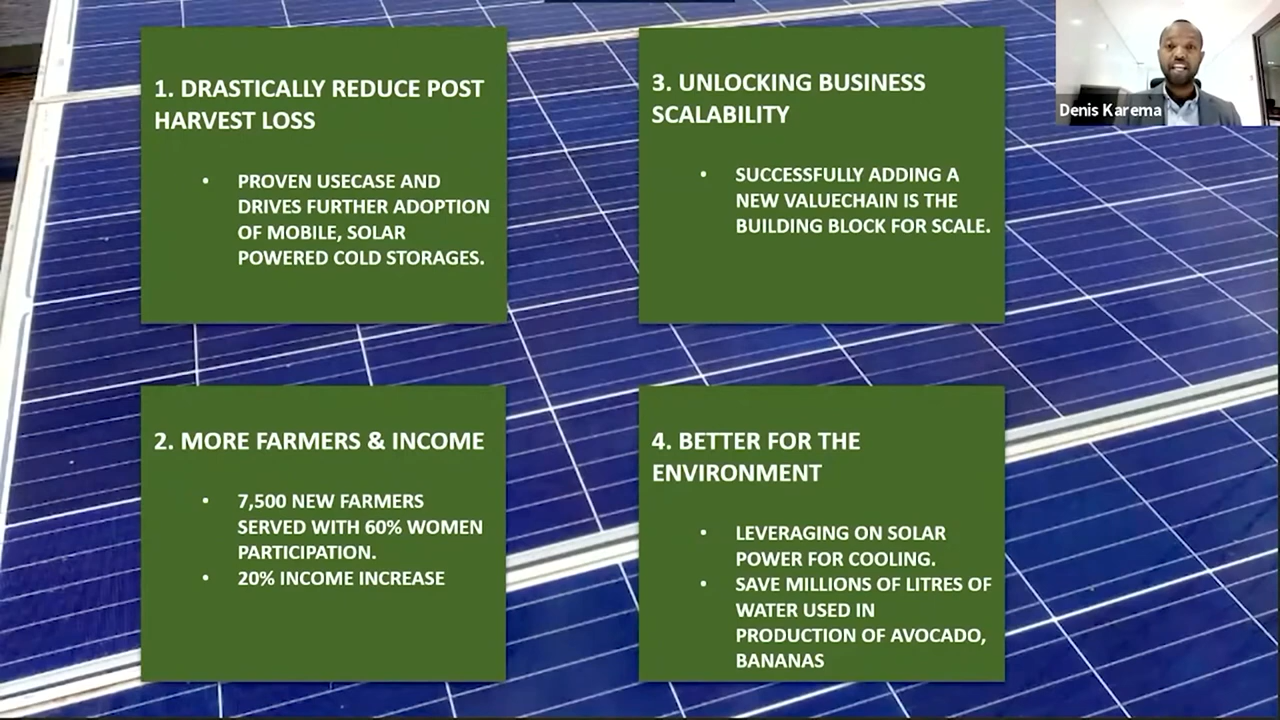 1. DRASTICALLY REDUCE POST
HARVEST LOSS
• PROVEN USECASE AND
DRIVES FURTHER ADOPTION
OF MOBILE, SOLAR
POWERED COLD STORAGES.
2. MORE FARMERS & INCOME
• 7,500 NEW FARMERS
SERVED WITH 60% WOMEN
PARTICIPATION.
• 20% INCOME INCREASE
3. UNLOCKING BUSINESS
SCALABILITY
• SUCCESSFULLY ADDING A
NEW VALUECHAIN IS THE
BUILDING BLOCK FOR SCALE.
4. BETTER FOR THE
ENVIRONMENT
• LEVERAGING ON SOLAR
POWER FOR COOLING.
• SAVE MILLIONS OF LITRES OF
WATER USED IN
PRODUCTION OF AVOCADO,
BANANAS
Denis Karema